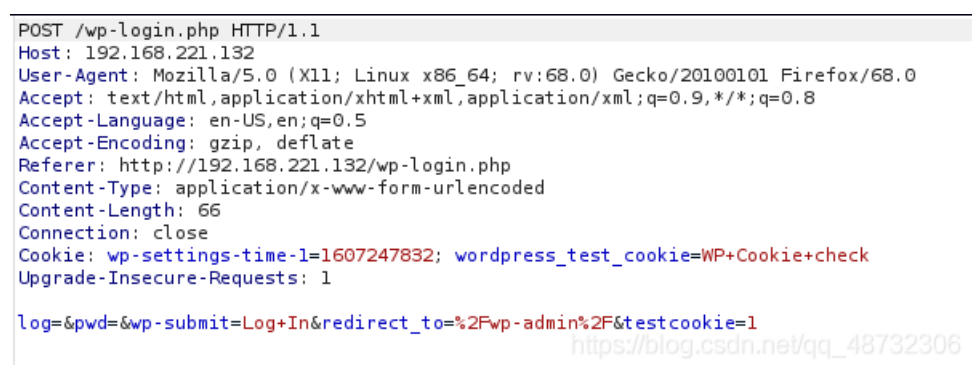 POST /wp-login.php HTTP/1.1
Host: 192.168.221.132
User-Agent: Mozilla/5.0 (X11; Linux x86_64; rv:68.0) Gecko/20100101 Firefox/68.0
Accept: text/html,application/xhtml+xml,application/xml;q=0.9,*/*;q=0.8
Accept-Language: en-US,en;q=0.5
Accept-Encoding: gzip, deflate
Referer: http://192.168.221.132/wp-login.php
Content-Type: application/x-www-form-urlencoded
Content-Length: 66
Connection: close
Cookie: wp-settings-time-1=1607247832; wordpress_test_cookie=WP+Cookie+check
Upgrade-Insecure-Requests: 1
log=&pwd=&wp-submit=Log+In&redirect_to=%2Fwp-admin%2F&testcookie=1
https://blog.csdn.net/qq_48732306